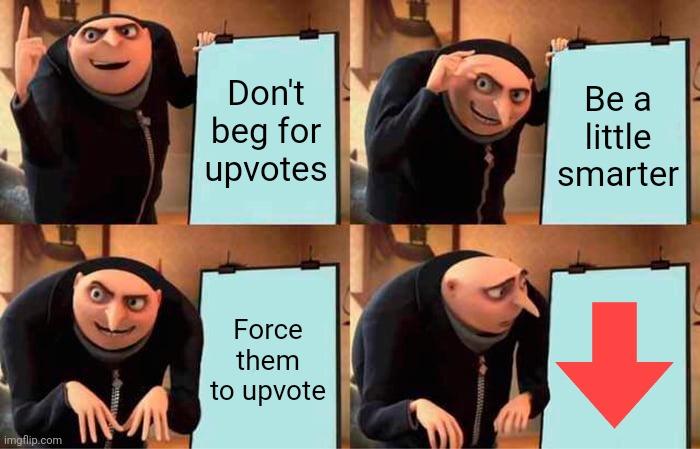 Don't
beg for
upvotes
Be a
little
smarter
Force
them
to upvote
imgflip.com